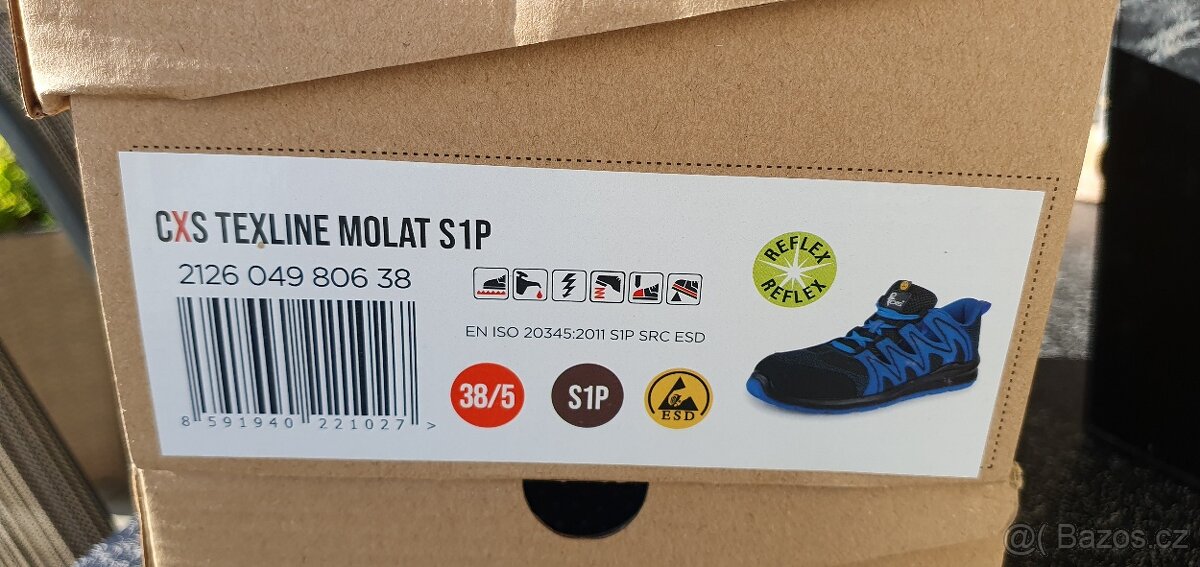 CXS TEXLINE MOLAT S1P
2126 049 806 38
EN ISO 20345:2011 S1P SRC ESD
8 591940 221027 >
38/5
S1P
ESD
REFLEX
REFLEX
@( Bazos.cz